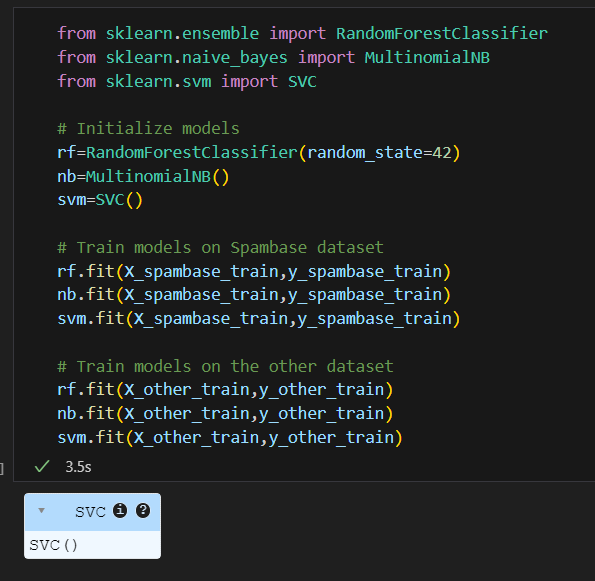 from sklearn.ensemble import RandomForestClassifier
from sklearn.naive_bayes import MultinomialNB
from sklearn.svm import SVC
# Initialize models
rf=RandomForestClassifier(random_state=42)
nb=MultinomialNB()
svm=SVC()
# Train models on Spambase dataset
rf.fit(X_spambase_train,y_spambase_train)
nb.fit(X_spambase_train,y_spambase_train)
svm.fit(X_spambase_train,y_spambase_train)
# Train models on the other dataset
rf.fit(X_other_train,y_other_train)
nb.fit(X_other_train,y_other_train)
svm.fit(X_other_train,y_other_train)
] ✓ 3.5s
▾ SVC i ?
SVC()